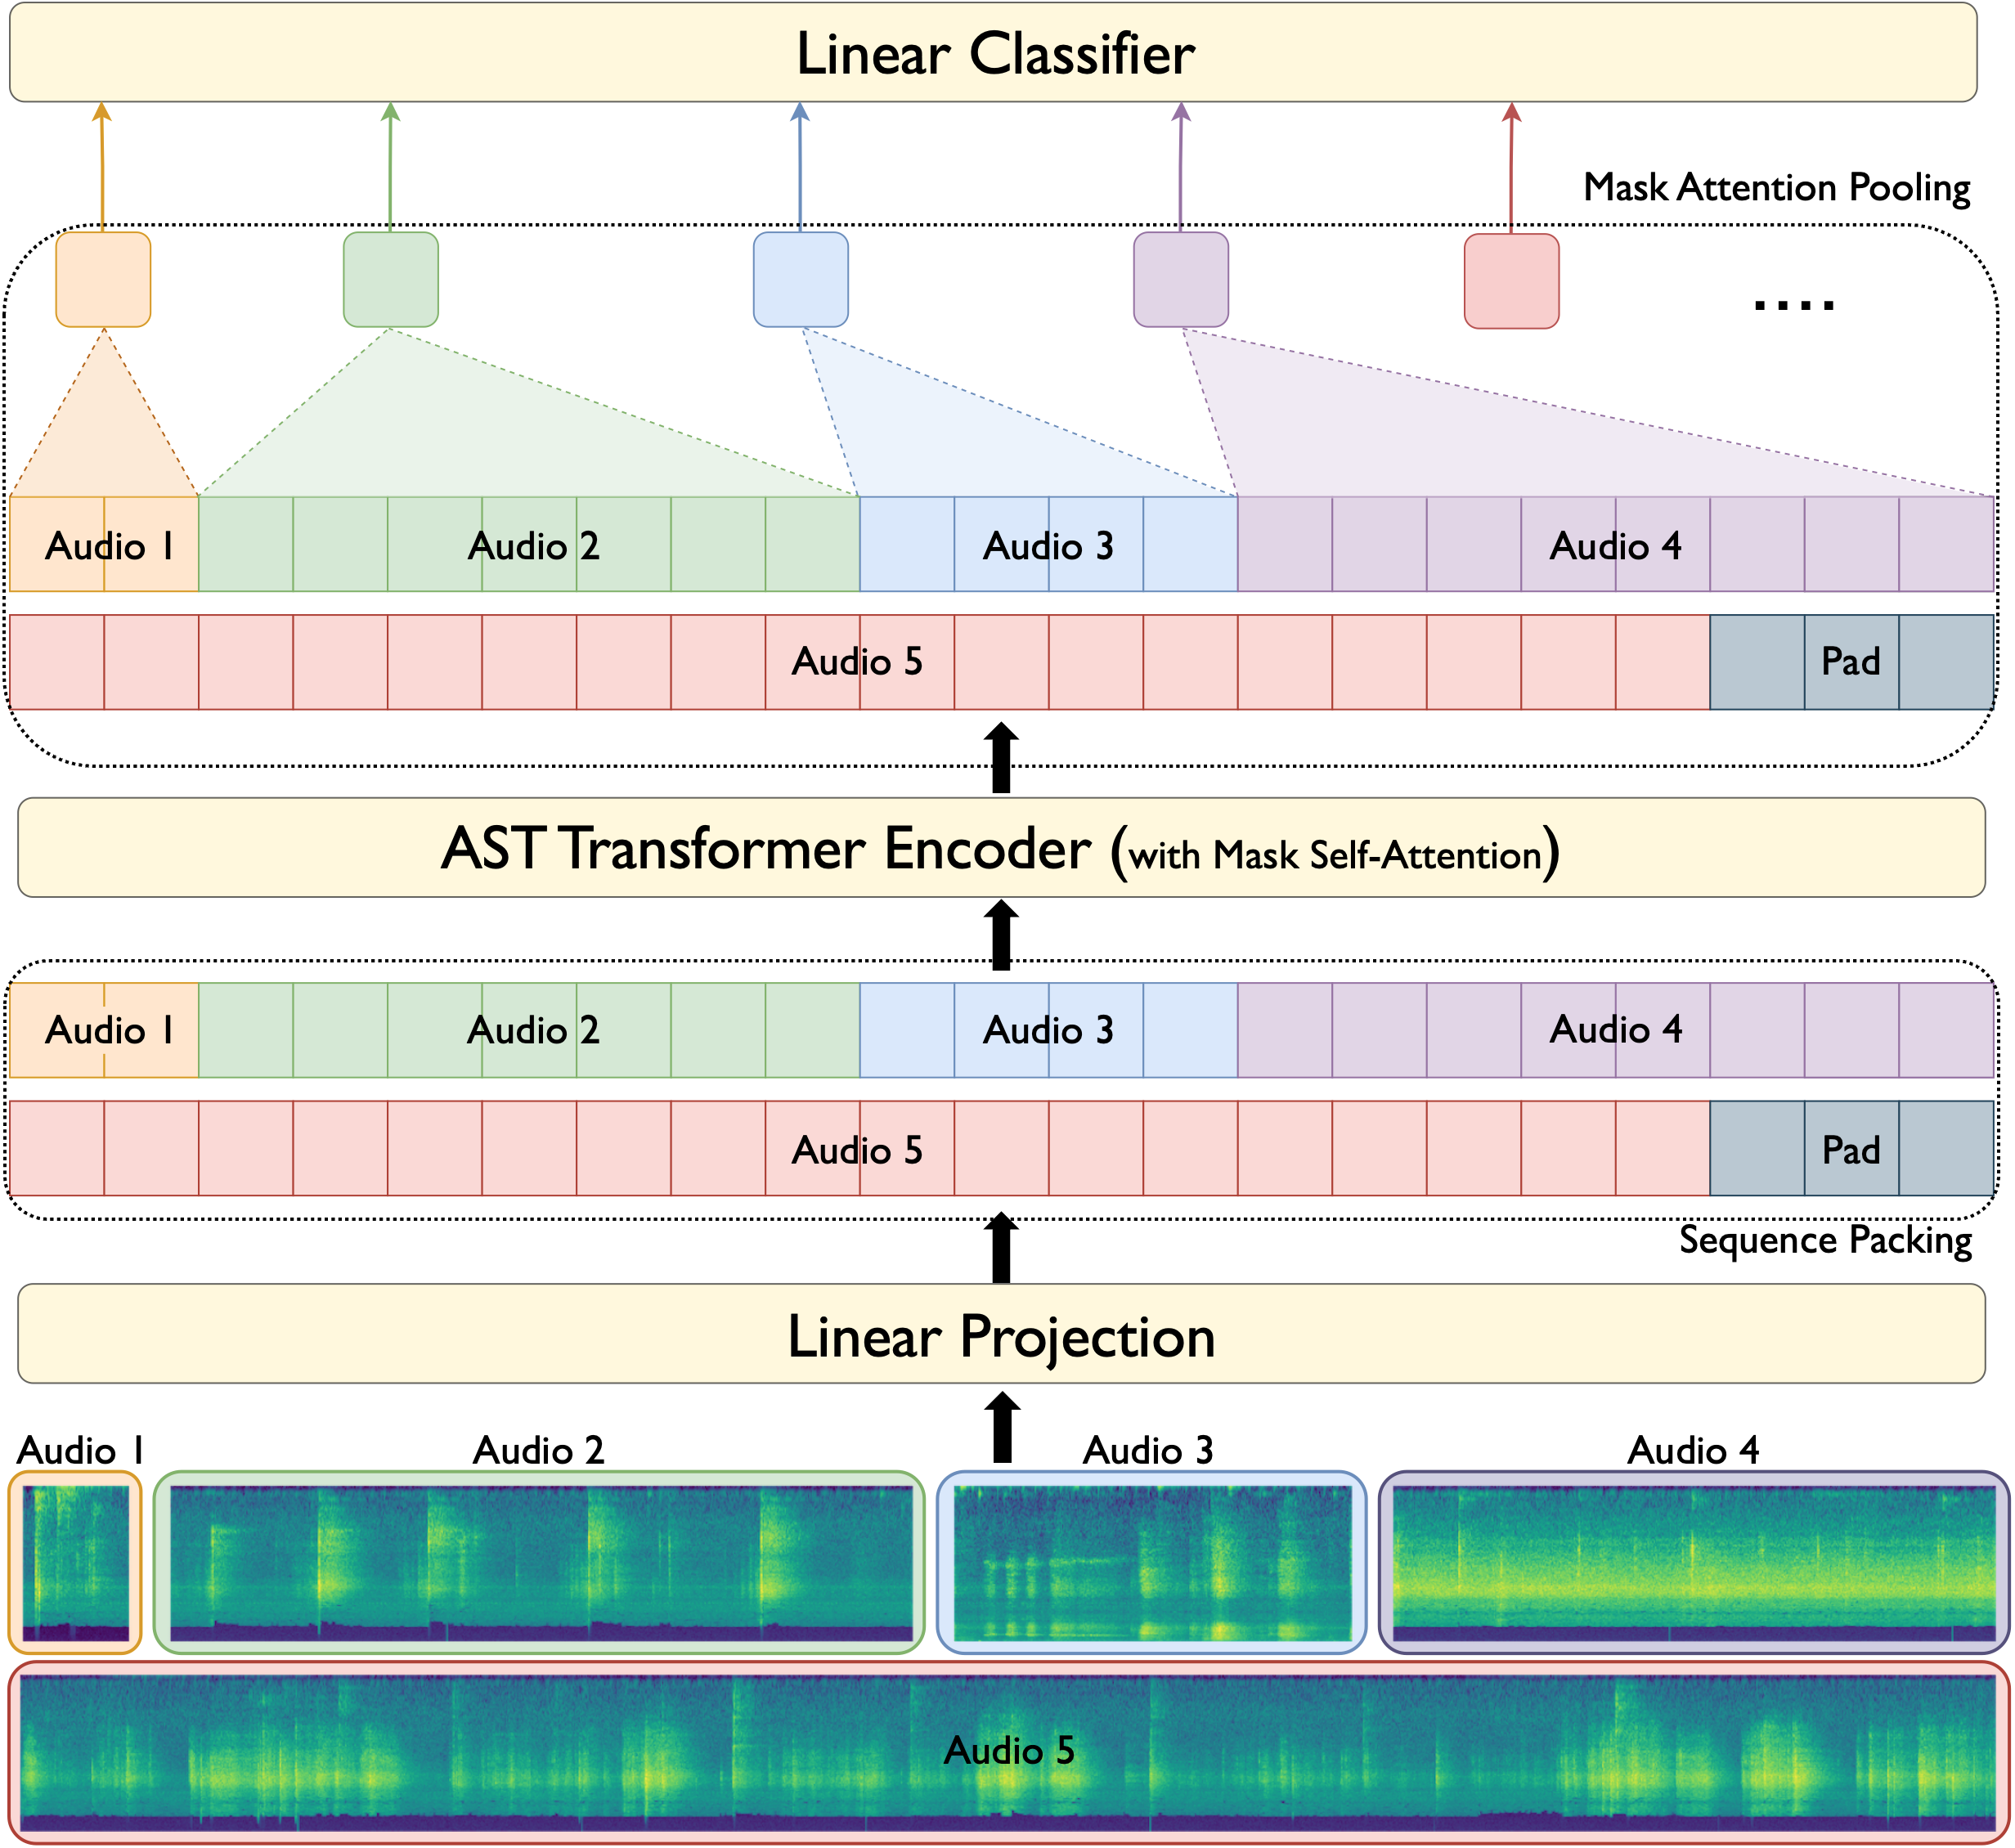 Linear Classifier
Mask Attention Pooling
....
Audio 1 Audio 2 Audio 3 Audio 4
Audio 5 Pad
AST Transformer Encoder (with Mask Self-Attention)
Audio 1 Audio 2 Audio 3 Audio 4
Audio 5 Pad
Sequence Packing
Linear Projection
Audio 1 Audio 2 Audio 3 Audio 4
Audio 5